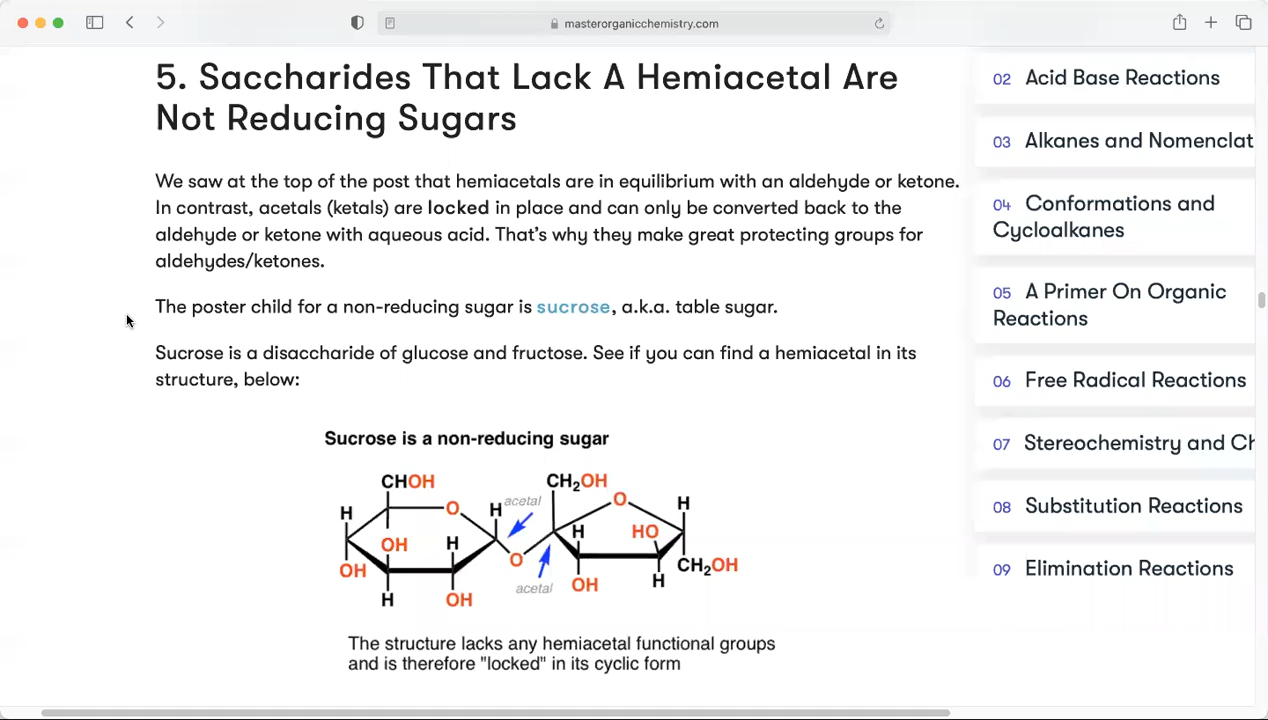 masterorganicchemistry.com
5. Saccharides That Lack A Hemiacetal Are
Not Reducing Sugars
We saw at the top of the post that hemiacetals are in equilibrium with an aldehyde or ketone.
In contrast, acetals (ketals) are locked in place and can only be converted back to the
aldehyde or ketone with aqueous acid. That's why they make great protecting groups for
aldehydes/ketones.
The poster child for a non-reducing sugar is sucrose, a.k.a. table sugar.
Sucrose is a disaccharide of glucose and fructose. See if you can find a hemiacetal in its
structure, below:
Sucrose is a non-reducing sugar
CHOH
CH₂OH
acetal
H
O
H
O
H
OH
H
H
HO
OH
O
CH₂OH
acetal
OH
H
H
OH
The structure lacks any hemiacetal functional groups
and is therefore "locked" in its cyclic form
02 Acid Base Reactions
03 Alkanes and Nomenclat
04 Conformations and
Cycloalkanes
05 A Primer On Organic
Reactions
06 Free Radical Reactions
07 Stereochemistry and Ch
08 Substitution Reactions
09 Elimination Reactions